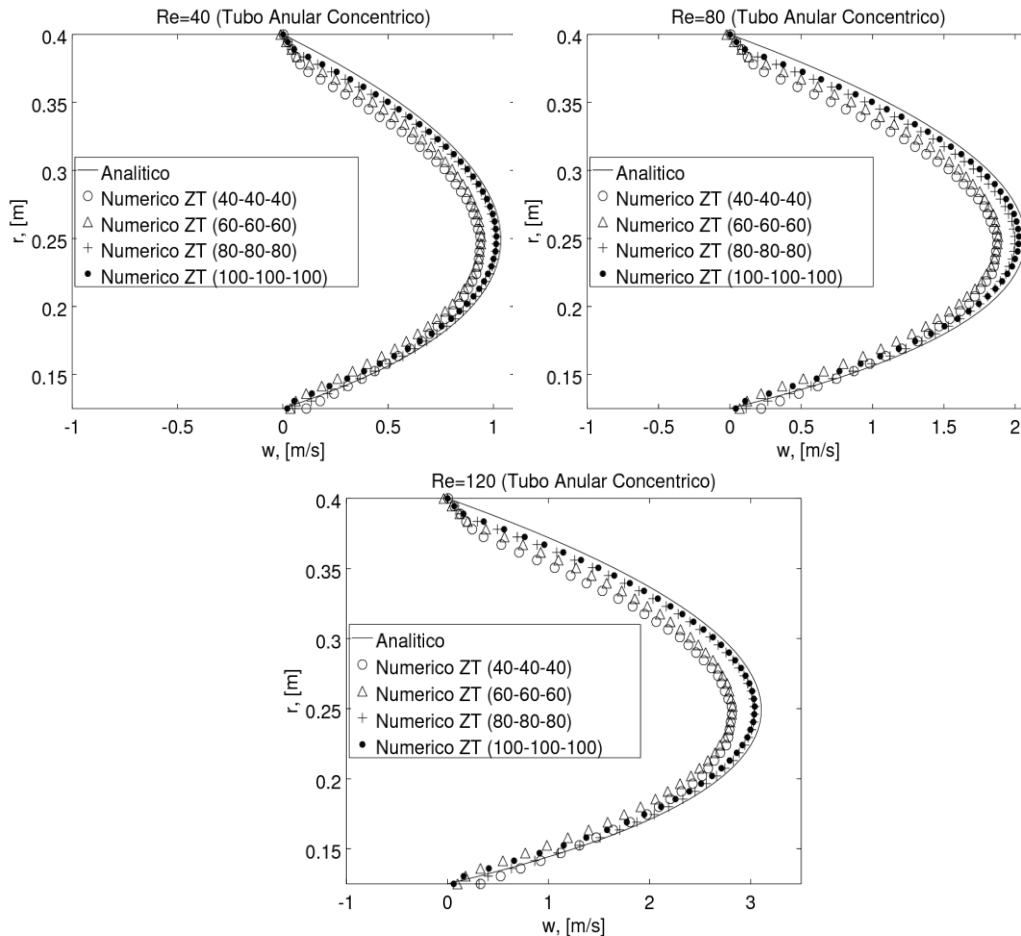 Re=40 (Tubo Anular Concentrico)
0.4
0.35
0.3
0.25
0.2
0.15
r, [m]
Analitico
Numerico ZT (40-40-40)
Numerico ZT (60-60-60)
Numerico ZT (80-80-80)
Numerico ZT (100-100-100)
-1 -0.5 0 0.5 1
w, [m/s]
Re=80 (Tubo Anular Concentrico)
0.4
0.35
0.3
0.25
0.2
0.15
r, [m]
Analitico
Numerico ZT (40-40-40)
Numerico ZT (60-60-60)
Numerico ZT (80-80-80)
Numerico ZT (100-100-100)
-1 -0.5 0 0.5 1 1.5 2
w, [m/s]
Re=120 (Tubo Anular Concentrico)
0.4
0.35
0.3
0.25
0.2
0.15
r, [m]
Analitico
Numerico ZT (40-40-40)
Numerico ZT (60-60-60)
Numerico ZT (80-80-80)
Numerico ZT (100-100-100)
-1 0 1 2 3
w, [m/s]